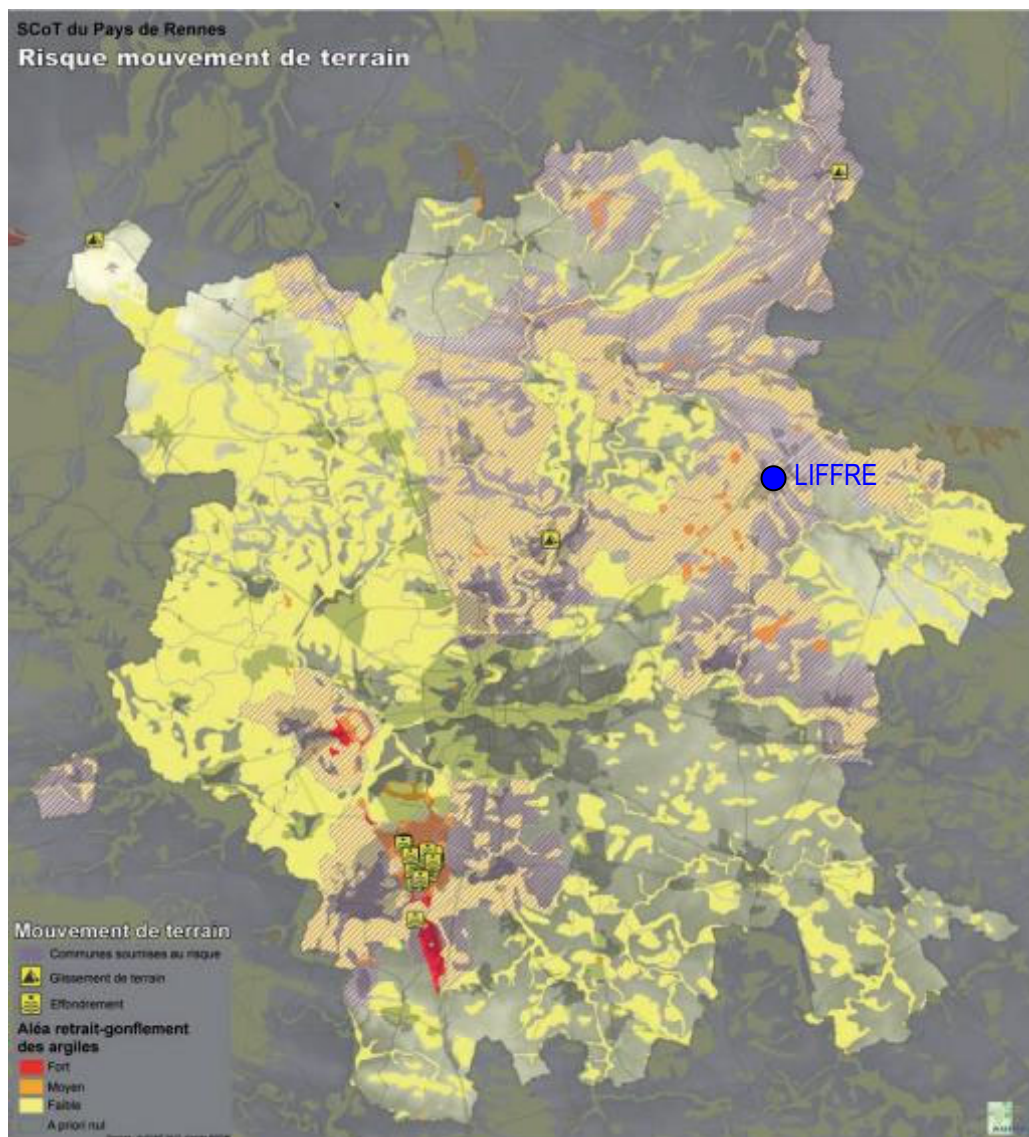 SCoT du Pays de Rennes
Risque mouvement de terrain
LIFFRE
Mouvement de terrain
Communes soumises au risque
Glissement de terrain
Effondrement
Aléa retrait-gonflement
des argiles
Fort
Moyen
Faible
A priori nul